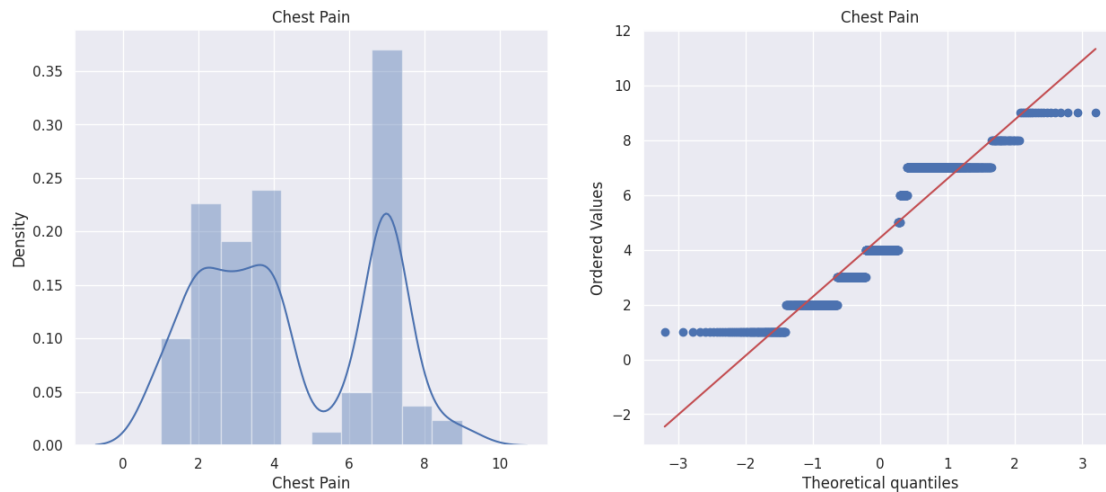 Chest Pain
0.35
0.30
0.25
0.20
0.15
0.10
0.05
0.00
Density
0 2 4 6 8 10
Chest Pain
Chest Pain
12
10
8
6
4
2
0
−2
Ordered Values
−3 −2 −1 0 1 2 3
Theoretical quantiles